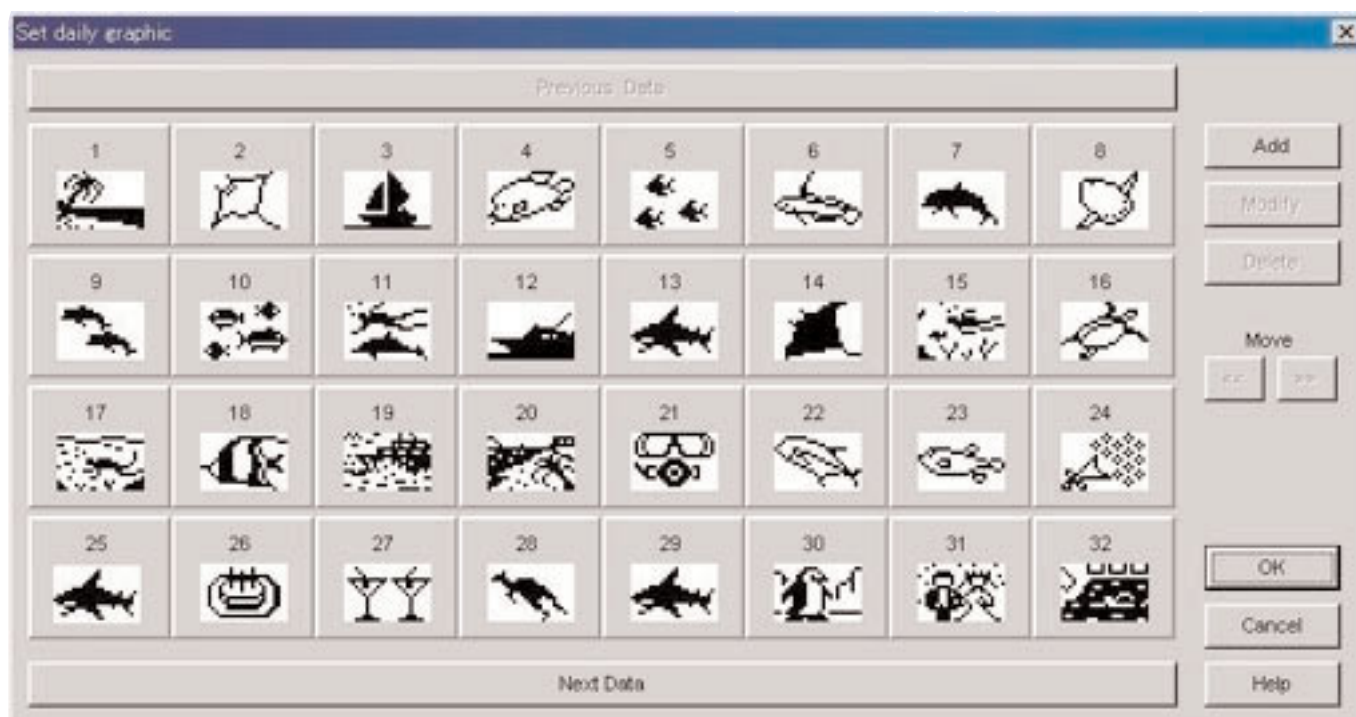 Set daily graphic
Previous Data
1 2 3 4 5 6 7 8
Add
Modify
Delete
9 10 11 12 13 14 15 16
Move
<< >>
17 18 19 20 21 22 23 24
25 26 27 28 29 30 31 32
OK
Cancel
Next Data
Help